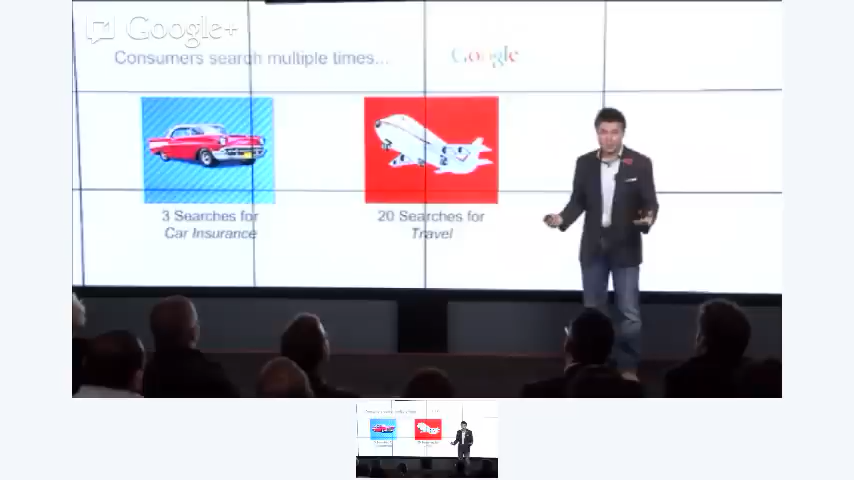 Google+
Consumers search multiple times...
Google
3 Searches for
Car Insurance
20 Searches for
Travel